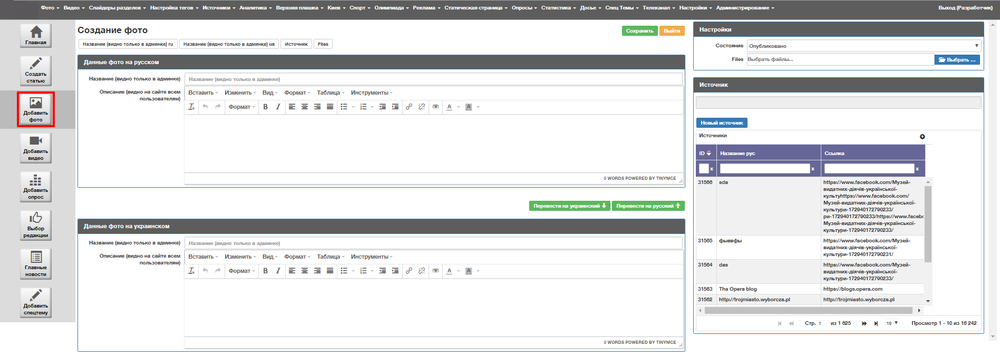 Фото Видео Слайдеры разделов Настройка тегов Источники Аналитика Верхняя плашка Киев Спорт Олимпиада Реклама Статическая страница Опросы Статистика Досье Спец Темы Телеканал Настройки Администрирование Выход (Разработчик)
Главная
Создать
статью
Добавить
фото
Добавить
видео
Добавить
опрос
Выбор
редакции
Главные
новости
Добавить
спецтему
Создание фото
Сохранить Выйти
Название (видно только в админке) ru Название (видно только в админке) ua Источник Files
Данные фото на русском
Название (видно только в админке) Название (видно только в админке)
Описание (видно на сайте всем
пользователям)
Вставить Изменить Вид Формат Таблица Инструменты
Формат B I A A
0 WORDS POWERED BY TINYMCE
Перевести на украинский Перевести на русский
Данные фото на украинском
Название (видно только в админке) Название (видно только в админке)
Описание (видно на сайте всем
пользователям)
Вставить Изменить Вид Формат Таблица Инструменты
Формат B I A A
0 WORDS POWERED BY TINYMCE
Настройки
Состояние Опубликовано
Files Выбрать файлы... Выбрать ...
Источник
Новый источник
Источники
ID Название рус Ссылка
x x x
31566 sda https://www.facebook.com/Музей-
видатних-діячів-української-
культуhttps://www.facebook.com/
Музей-видатних-діячів-української-
культури-172940172790233/
ри-172940172790233/https://www.facebo
Музей-видатних-діячів-української-
культури-172940172790233/
31565 фыввфы https://www.facebook.com/Музей-
видатних-діячів-української-
культури-172940172790231/
31564 das https://www.facebook.com/Музей-
видатних-діячів-української-
культури-172940172790233/
31563 The Opera blog https://blogs.opera.com
31562 http://trojmiasto.wyborcza.pl http://trojmiasto.wyborcza.pl
Стр. 1 из 1 625 10 Просмотр 1 - 10 из 16 242